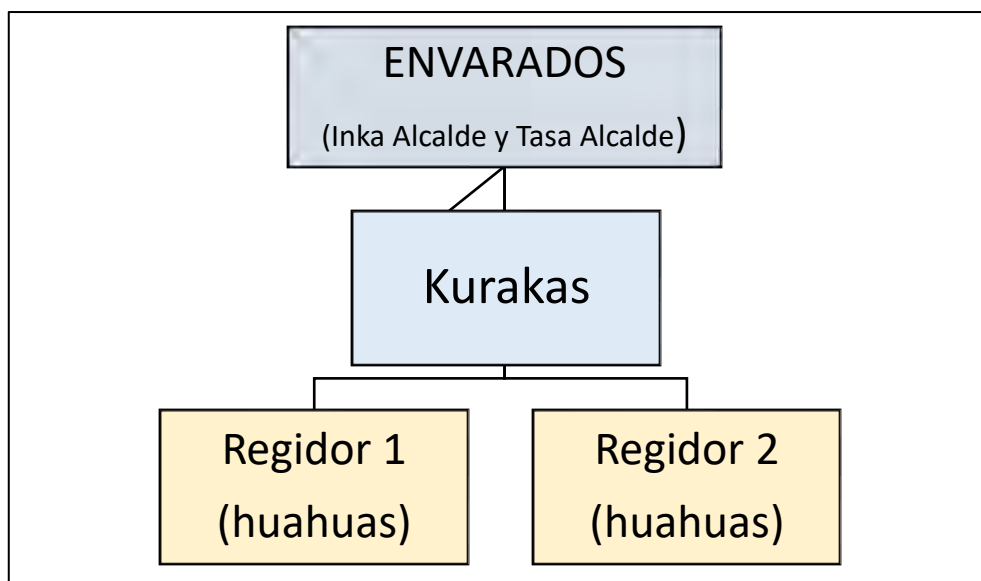 ENVARADOS
(Inka Alcalde y Tasa Alcalde)
Kurakas
Regidor 1
(huahuas)
Regidor 2
(huahuas)